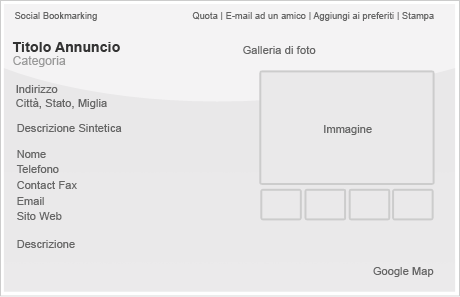 Social Bookmarking
Quota | E-mail ad un amico | Aggiungi ai preferiti | Stampa
Titolo Annuncio
Categoria
Galleria di foto
Indirizzo
Città, Stato, Miglia
Descrizione Sintetica
Immagine
Nome
Telefono
Contact Fax
Email
Sito Web
Descrizione
Google Map